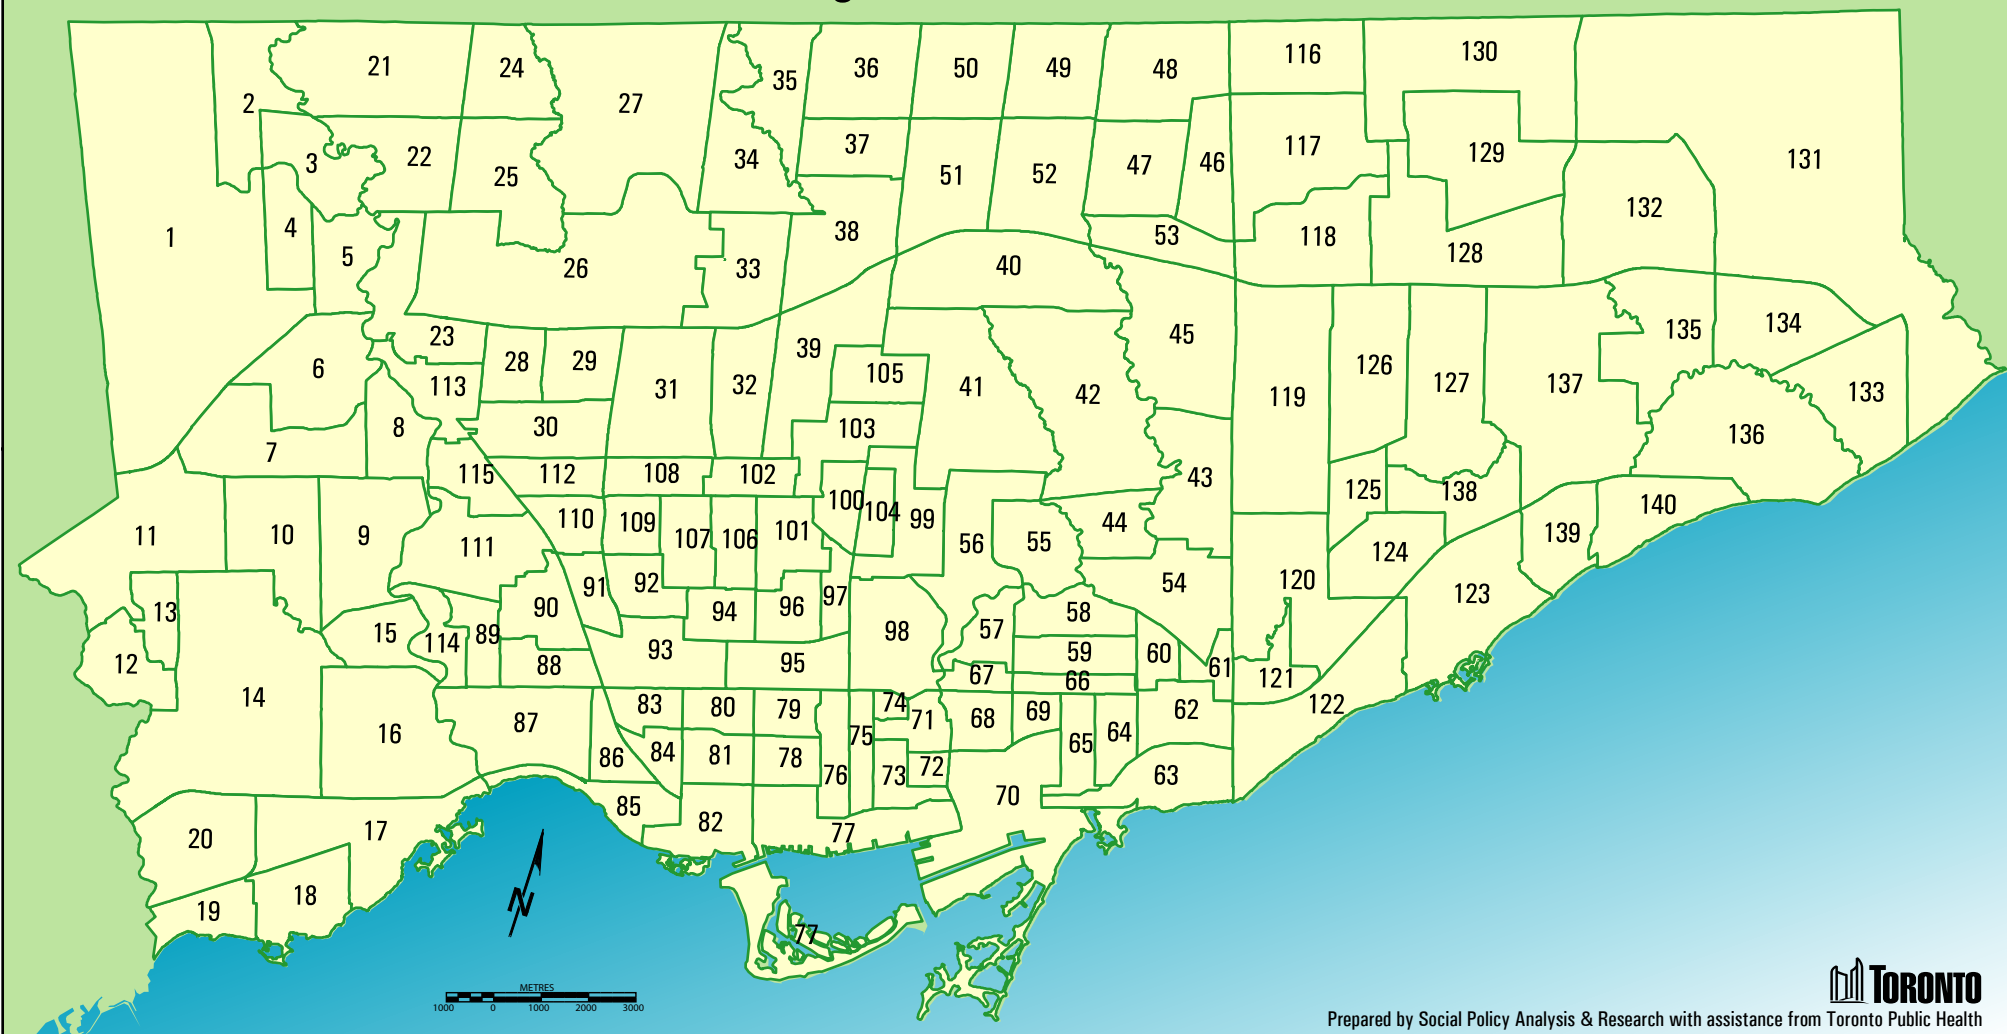 21 24 27 35 36 50 49 48 116 130
2 3 22 25 34 37 51 52 47 46 117 129 131
1 4 5 26 33 38 40 53 118 128 132
6 23 113 28 29 31 32 39 105 41 42 45 119 126 127 137 135 134 133
7 8 30 103 136
115 112 108 102 100 104 99 43 125 138 140
11 10 9 111 110 109 107 106 101 56 55 44 124 139
13 91 92 97 54 120 123
12 15 114 89 90 94 96 98 57 58
14 88 93 95 67 59 66 60 61 121
16 87 83 80 79 74 71 68 69 62 122
86 84 81 78 75 76 73 72 65 64 63
20 17 85 82 77 70
19 18 77
N
METRES
1000 0 1000 2000 3000
TORONTO
Prepared by Social Policy Analysis & Research with assistance from Toronto Public Health